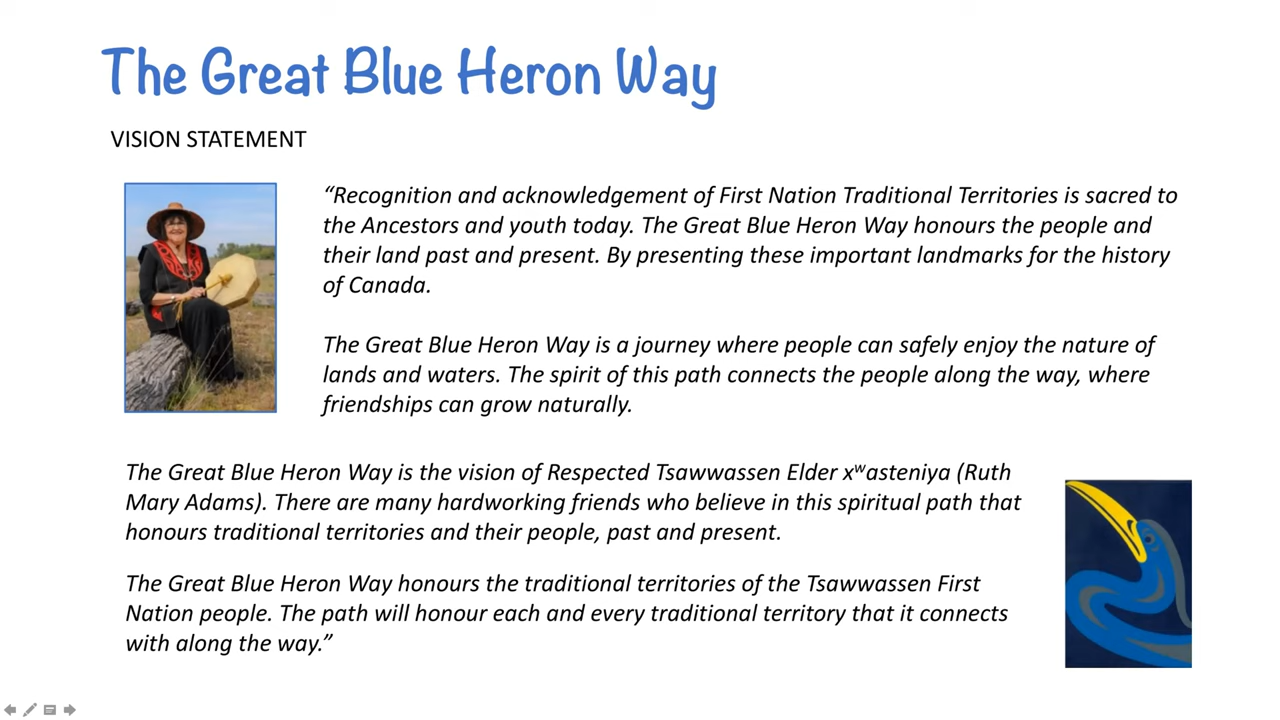 The Great Blue Heron Way
VISION STATEMENT
“Recognition and acknowledgement of First Nation Traditional Territories is sacred to
the Ancestors and youth today. The Great Blue Heron Way honours the people and
their land past and present. By presenting these important landmarks for the history
of Canada.
The Great Blue Heron Way is a journey where people can safely enjoy the nature of
lands and waters. The spirit of this path connects the people along the way, where
friendships can grow naturally.
The Great Blue Heron Way is the vision of Respected Tsawwassen Elder xʷasteniya (Ruth
Mary Adams). There are many hardworking friends who believe in this spiritual path that
honours traditional territories and their people, past and present.
The Great Blue Heron Way honours the traditional territories of the Tsawwassen First
Nation people. The path will honour each and every traditional territory that it connects
with along the way.”